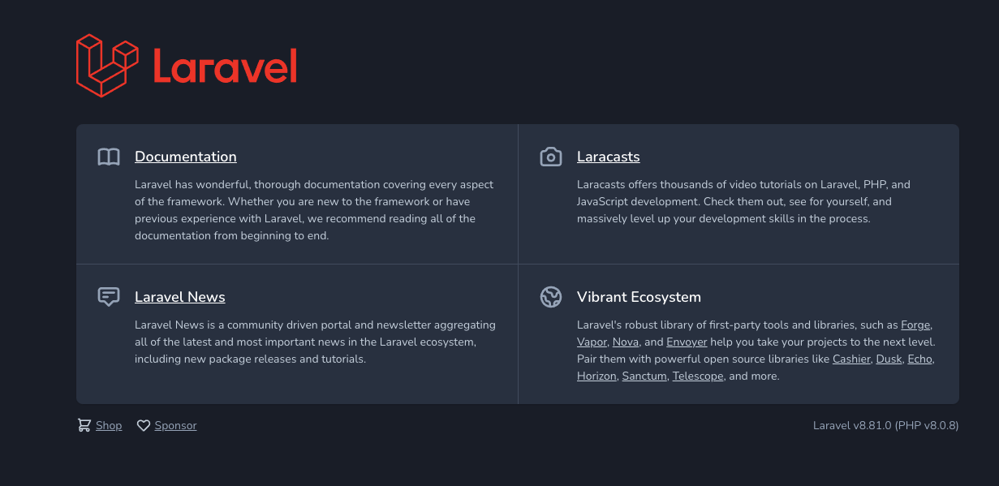 Laravel
Documentation
Laravel has wonderful, thorough documentation covering every aspect
of the framework. Whether you are new to the framework or have
previous experience with Laravel, we recommend reading all of the
documentation from beginning to end.
Laracasts
Laracasts offers thousands of video tutorials on Laravel, PHP, and
JavaScript development. Check them out, see for yourself, and
massively level up your development skills in the process.
Laravel News
Laravel News is a community driven portal and newsletter aggregating
all of the latest and most important news in the Laravel ecosystem,
including new package releases and tutorials.
Vibrant Ecosystem
Laravel's robust library of first-party tools and libraries, such as Forge,
Vapor, Nova, and Envoyer help you take your projects to the next level.
Pair them with powerful open source libraries like Cashier, Dusk, Echo,
Horizon, Sanctum, Telescope, and more.
Shop
Sponsor
Laravel v8.81.0 (PHP v8.0.8)